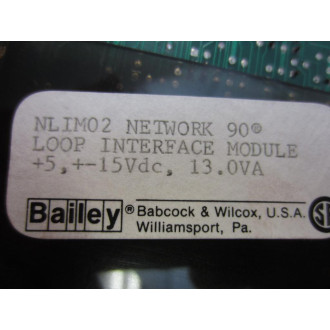 NLIM02 NETWORK 90®
LOOP INTERFACE MODULE
+5,+-15Vdc, 13.0VA
Bailey® Babcock & Wilcox, U.S.A.
Williamsport, Pa.